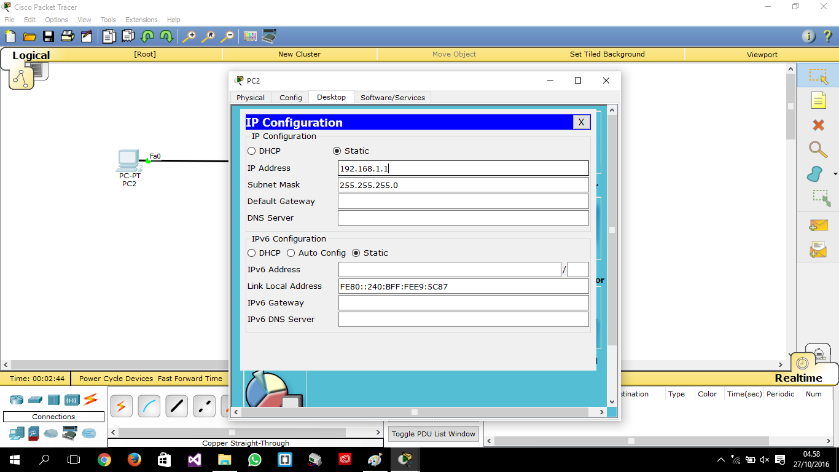 Cisco Packet Tracer
File Edit Options View Tools Extensions Help
Logical
[Root]
New Cluster
Move Object
Set Tiled Background
Viewport
PC2
Physical Config Desktop Software/Services
IP Configuration X
IP Configuration
DHCP Static
IP Address 192.168.1.1
Subnet Mask 255.255.255.0
Default Gateway
DNS Server
IPv6 Configuration
DHCP Auto Config Static
IPv6 Address /
Link Local Address FE80::240:BFF:FEE9:5C87
IPv6 Gateway
IPv6 DNS Server
Fa0
PC-PT
PC2
or
Time: 00:02:44 Power Cycle Devices Fast Forward Time
Realtime
Connections
Copper Straight-Through
Toggle PDU List Window
stination Type Color Time(sec) Periodic Num
04.58
27/10/2016